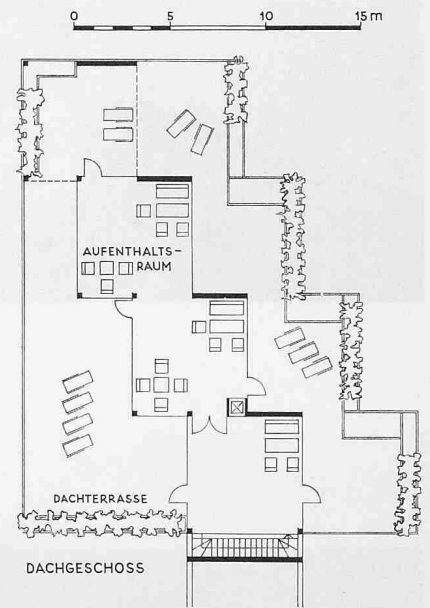 0 5 10 15 m
AUFENTHALTS-
RAUM
DACHTERRASSE
DACHGESCHOSS